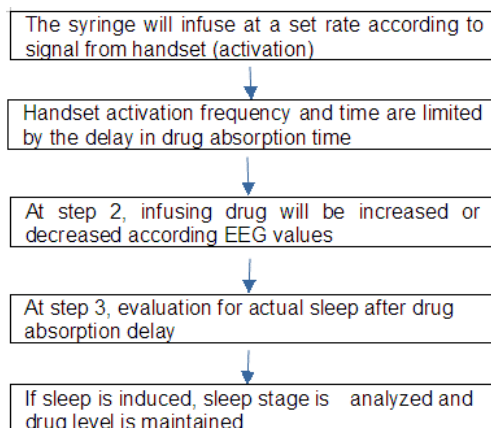 The syringe will infuse at a set rate according to
signal from handset (activation)
Handset activation frequency and time are limited
by the delay in drug absorption time
At step 2, infusing drug will be increased or
decreased according EEG values
At step 3, evaluation for actual sleep after drug
absorption delay
If sleep is induced, sleep stage is analyzed and
drug level is maintained